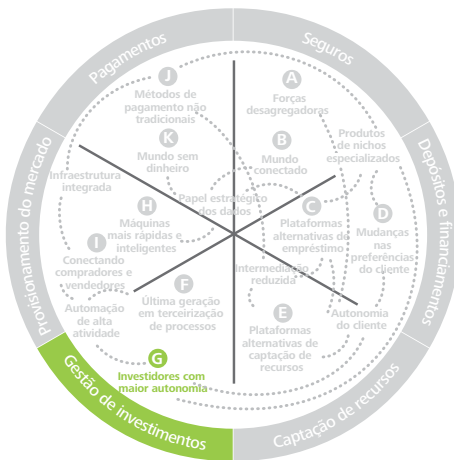 Pagamentos
Seguros
Depósitos e financiamentos
Captação de recursos
Gestão de investimentos
Provisionamento do mercado
J
Métodos de
pagamento não
tradicionais
A
Forças
desagregadoras
K
Mundo sem
dinheiro
B
Mundo
conectado
Produtos
de nichos
especializados
Infraestrutura
integrada
Papel estratégico
dos dados
H
Máquinas
mais rápidas e
inteligentes
C
Plataformas
alternativas de
empréstimo
D
Mudanças
nas
preferências
do cliente
I
Conectando
compradores e
vendedores
Intermediação
reduzida
F
Última geração
em terceirização
de processos
Automação
de alta
atividade
E
Plataformas
alternativas de
captação de
recursos
Autonomia
do cliente
G
Investidores com
maior autonomia